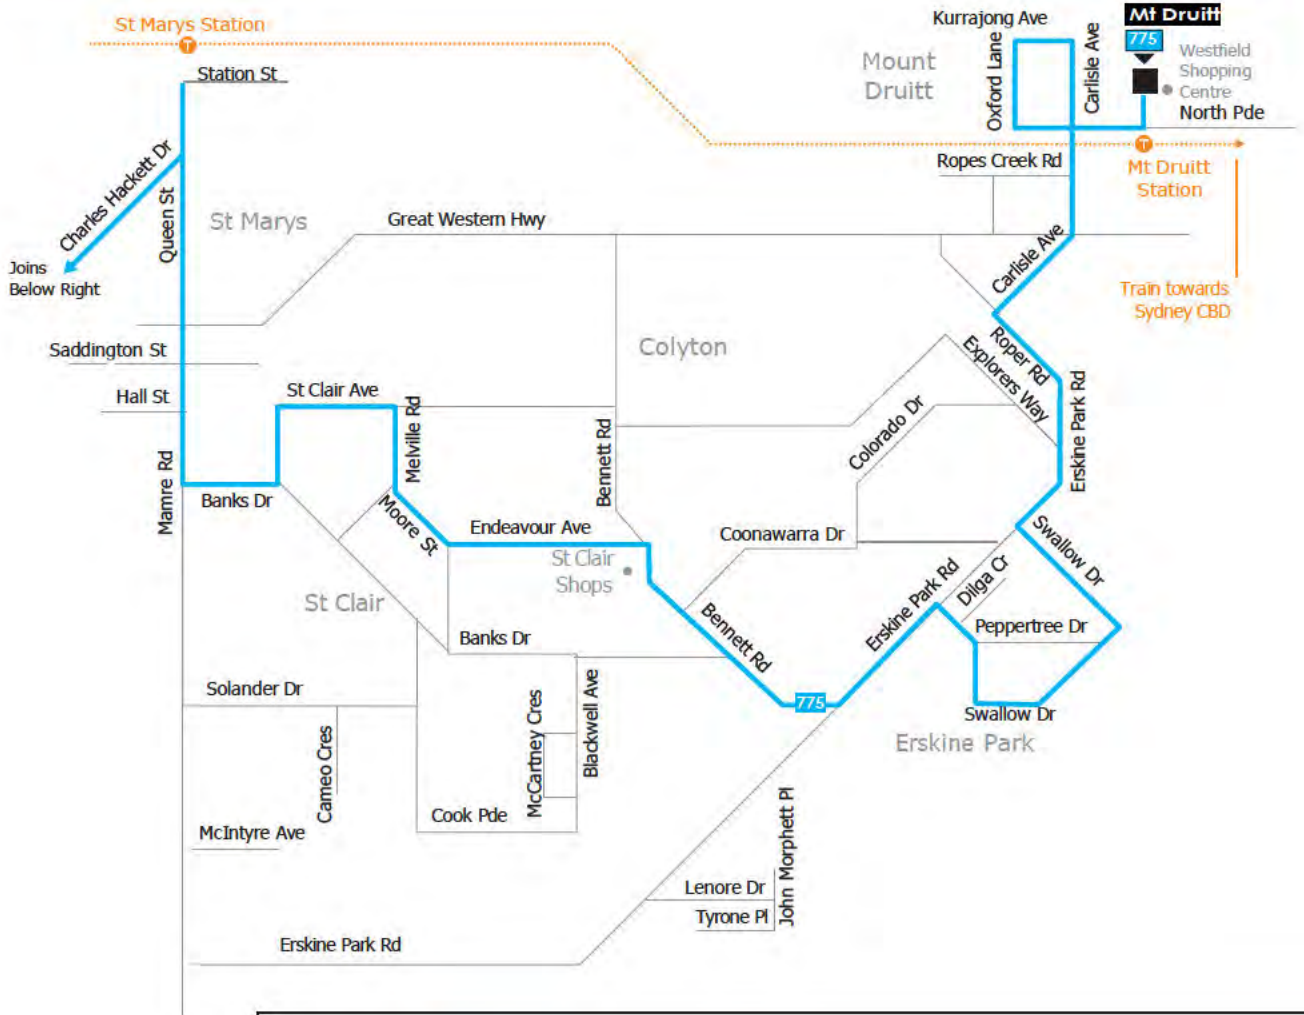 St Marys Station
Kurrajong Ave
Mt Druitt
775
Westfield
Shopping
Centre
North Pde
Mount
Druitt
Oxford Lane
Carlisle Ave
Station St
T
T
Mt Druitt
Station
Ropes Creek Rd
Charles Hackett Dr
Queen St
St Marys
Great Western Hwy
Carlisle Ave
Joins
Below Right
Train towards
Sydney CBD
Saddington St
Colyton
Roper Rd
Explorers Way
Erskine Park Rd
Hall St
St Clair Ave
Melville Rd
Bennett Rd
Colorado Dr
Mamre Rd
Banks Dr
Moore St
Endeavour Ave
Coonawarra Dr
Swallow Dr
St Clair
Shops
St Clair
Erskine Park Rd
Dilga Cr
Peppertree Dr
Banks Dr
Bennett Rd
Solander Dr
775
Swallow Dr
Erskine Park
Cameo Cres
McCartney Cres
Blackwell Ave
Cook Pde
McIntyre Ave
John Morphett Pl
Lenore Dr
Tyrone Pl
Erskine Park Rd